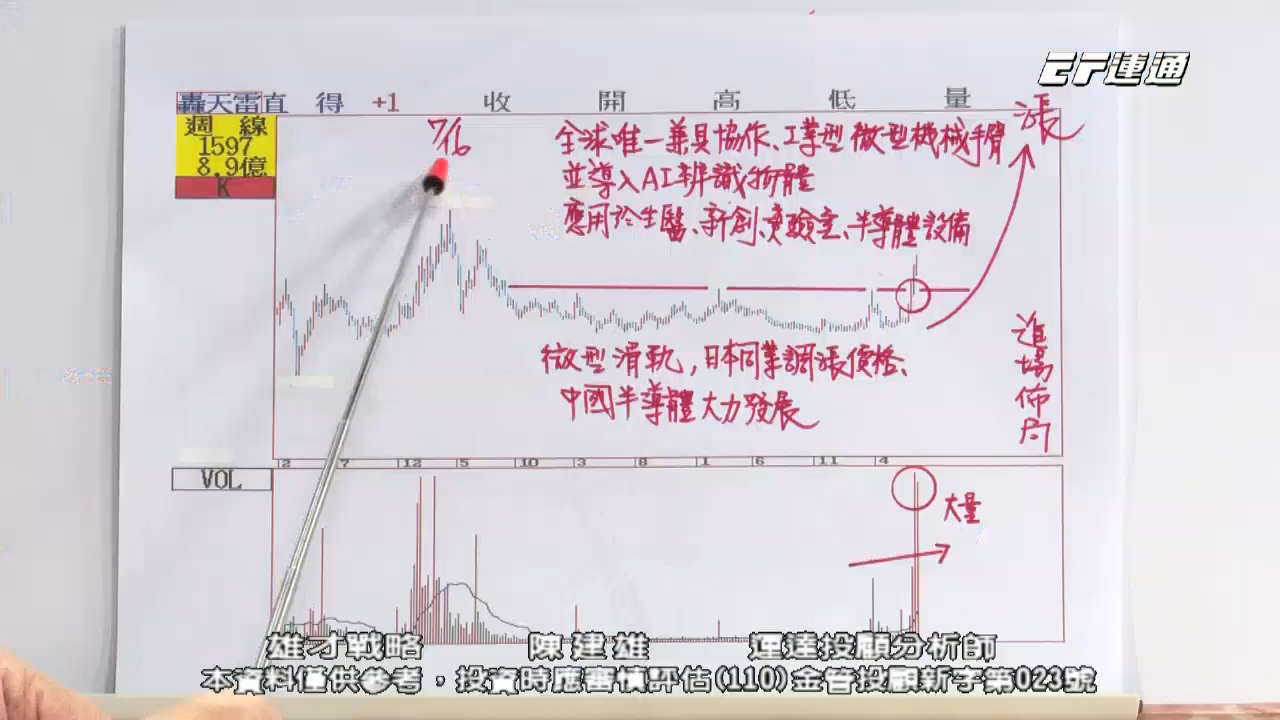 EF運通
轟天雷 直 得 +1 收 開 高 低 量
週 線
1597
8.9億
K
7/16
全球唯一兼具協作、工業型微型機械手臂
並導入AI辨識物體
應用於生醫、新創、實驗室、半導體設備
漲
微型滑軌,日本同業調漲價格、
中國半導體大力發展
進場佈局
2 7 12 5 10 3 8 1 6 11 4
VOL
大量
雄才戰略 陳建雄 運達投顧分析師
本資料僅供參考,投資時應審慎評估(110)金管投顧新字第023號